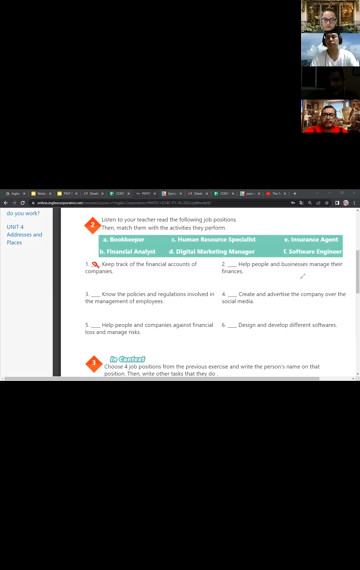 online.inglescorporativo.net
do you work?
UNIT 4
Addresses and
Places
2
Listen to your teacher read the following job positions.
Then, match them with the activities they perform.
a. Bookkeeper c. Human Resource Specialist e. Insurance Agent
b. Financial Analyst d. Digital Marketing Manager f. Software Engineer
1. a Keep track of the financial accounts of
companies.
2. ___ Help people and businesses manage their
finances.
3. ___ Know the policies and regulations involved in
the management of employees.
4. ___ Create and advertise the company over the
social media.
5. ___ Help people and companies against financial
loss and manage risks.
6. ___ Design and develop different softwares.
3
In Context
Choose 4 job positions from the previous exercise and write the person's name on that
position. Then, write other tasks that they do .